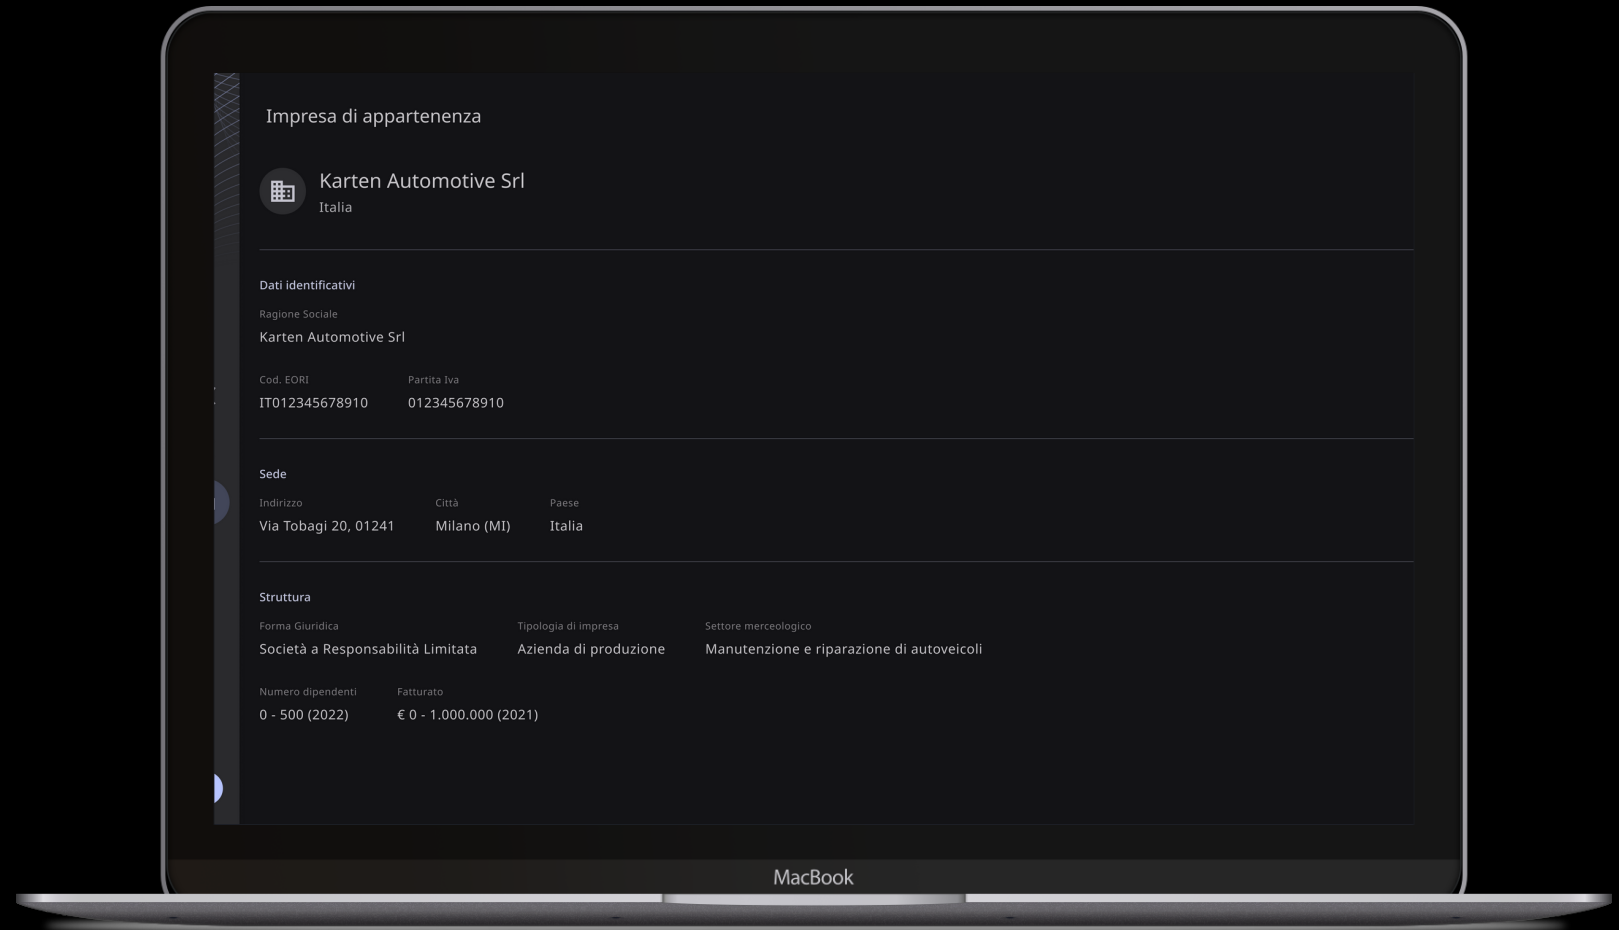 Impresa di appartenenza
Karten Automotive Srl
Italia
Dati identificativi
Ragione Sociale
Karten Automotive Srl
Cod. EORI Partita Iva
IT012345678910 012345678910
Sede
Indirizzo Città Paese
Via Tobagi 20, 01241 Milano (MI) Italia
Struttura
Forma Giuridica Tipologia di impresa Settore merceologico
Società a Responsabilità Limitata Azienda di produzione Manutenzione e riparazione di autoveicoli
Numero dipendenti Fatturato
0 - 500 (2022) € 0 - 1.000.000 (2021)
MacBook